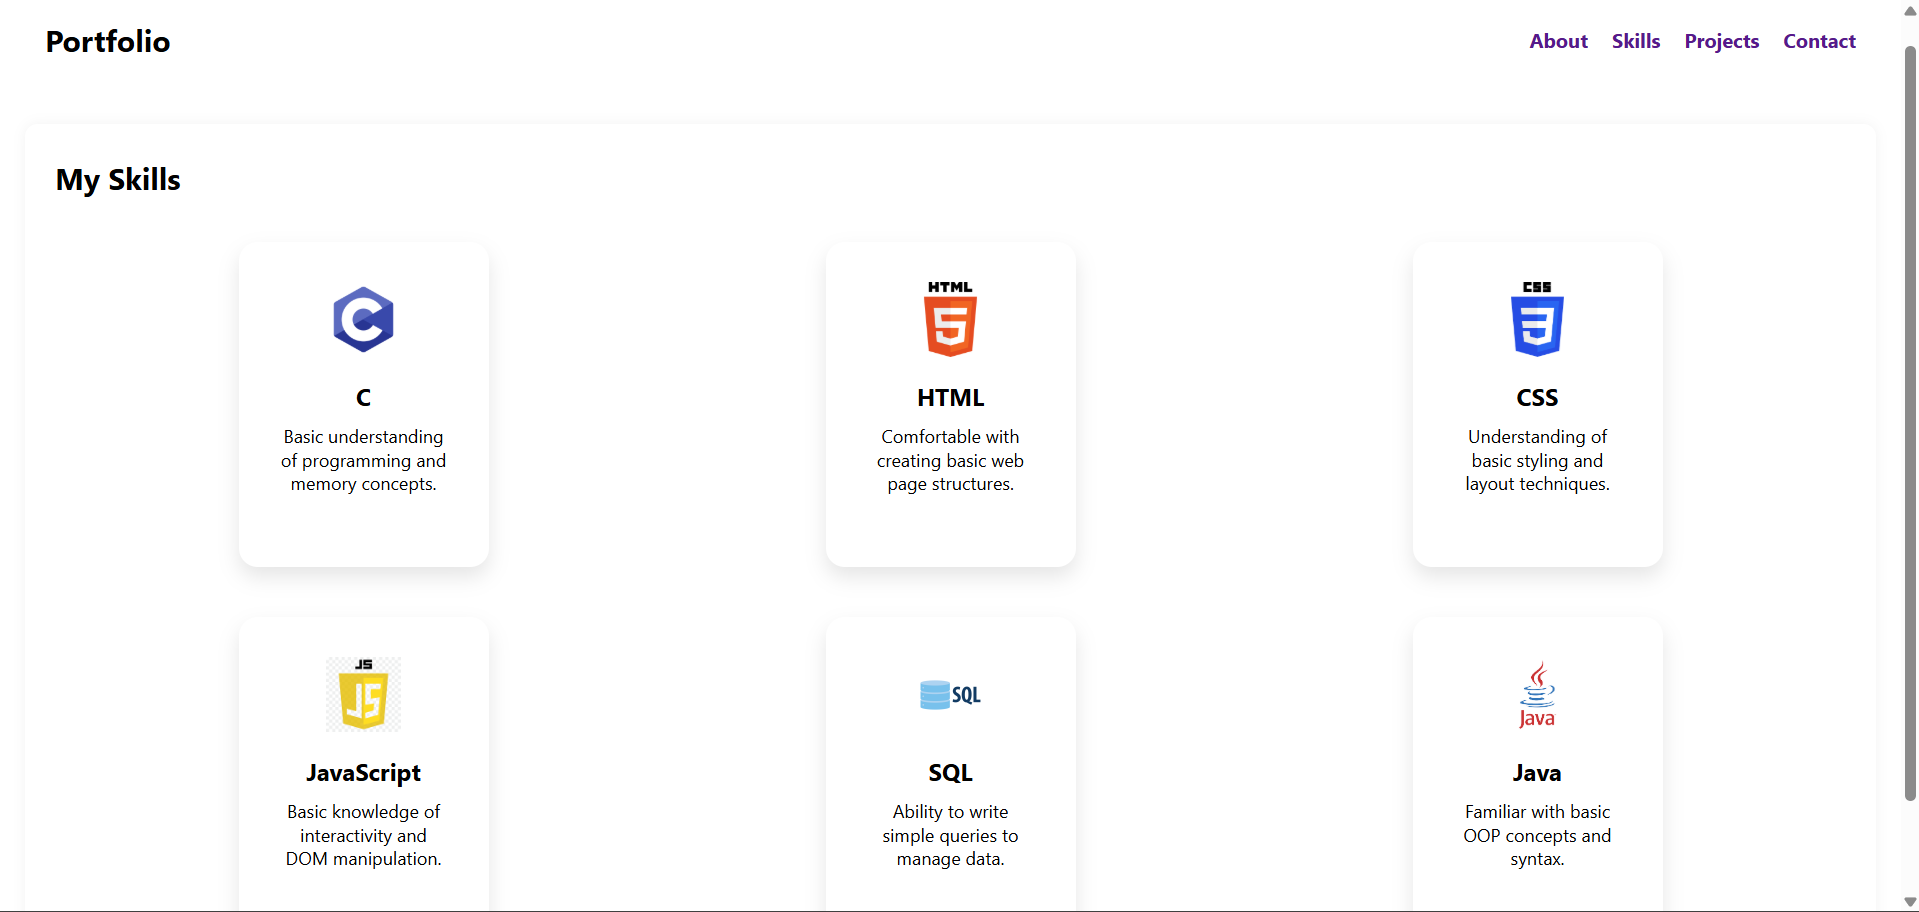 Portfolio
About Skills Projects Contact
My Skills
C
Basic understanding
of programming and
memory concepts.
HTML
HTML
Comfortable with
creating basic web
page structures.
CSS
CSS
Understanding of
basic styling and
layout techniques.
JS
JS
JavaScript
Basic knowledge of
interactivity and
DOM manipulation.
SQL
SQL
Ability to write
simple queries to
manage data.
Java
Java
Familiar with basic
OOP concepts and
syntax.